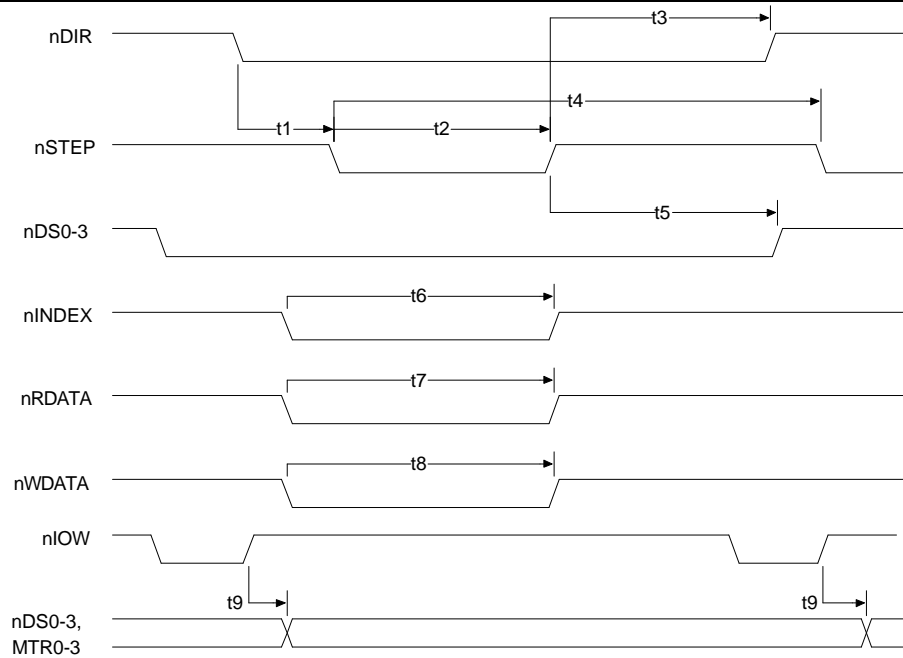 nDIR
t3
t4
t1
t2
nSTEP
t5
nDS0-3
t6
nINDEX
t7
nRDATA
t8
nWDATA
nIOW
t9
t9
nDS0-3,
MTR0-3